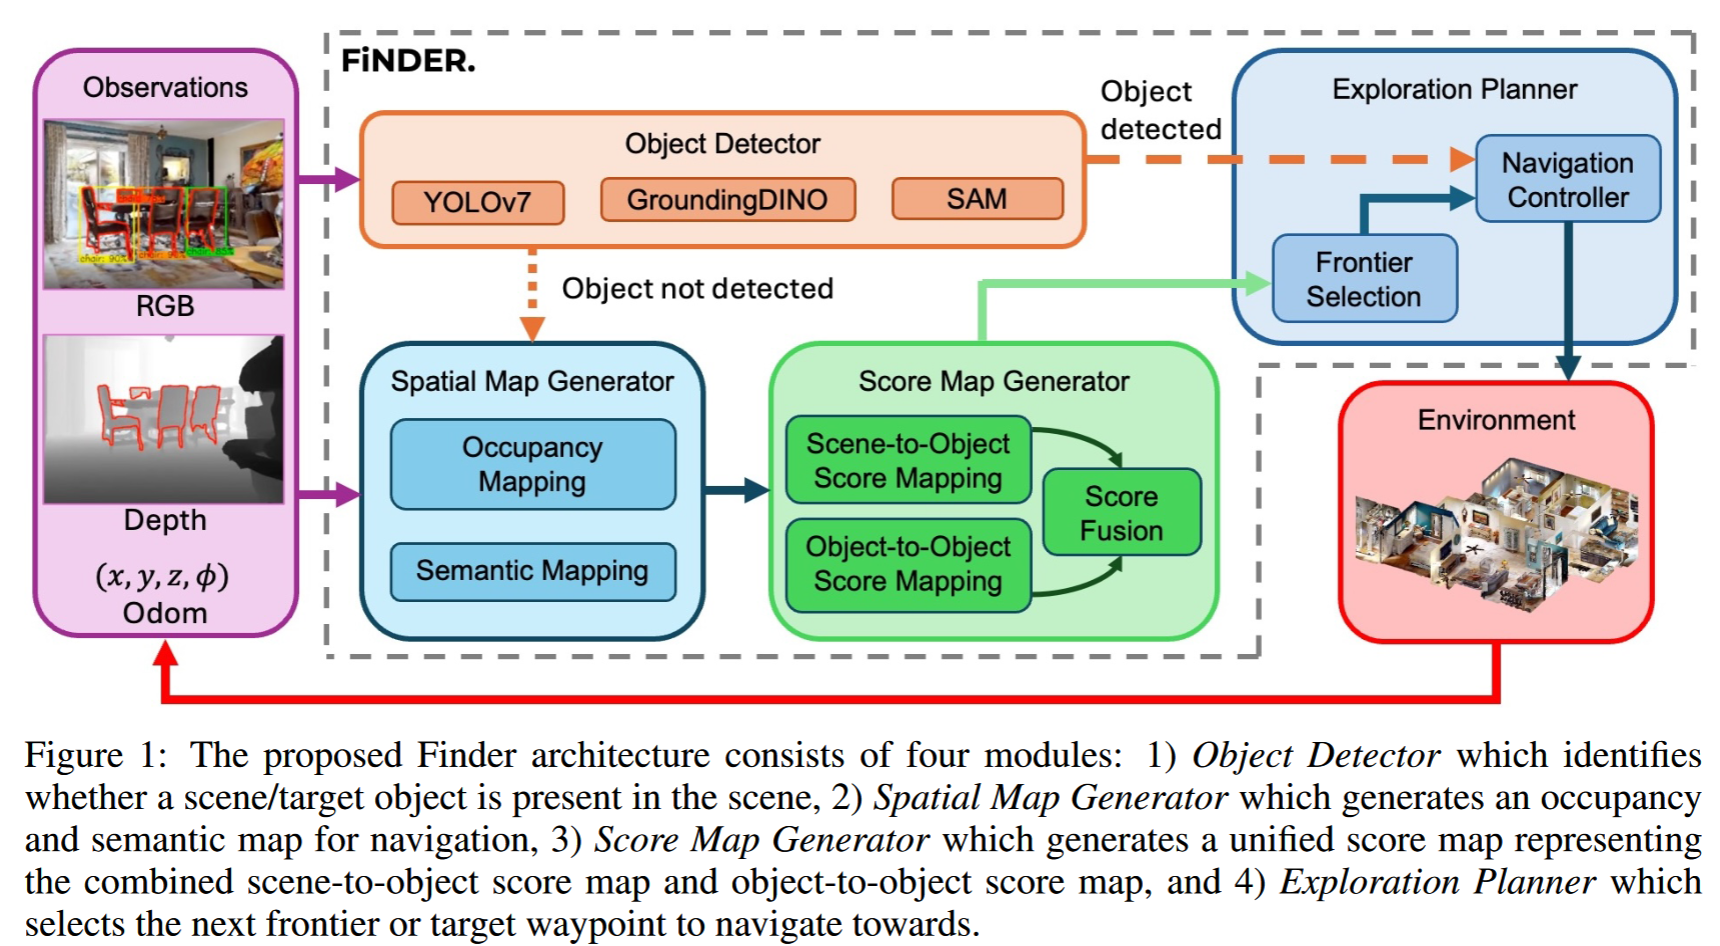 FiNDER.
Observations
RGB
Depth
(x, y, z, ϕ)
Odom
chair: 90%
Object Detector
YOLOv7
GroundingDINO
SAM
Object
detected
Object not detected
Spatial Map Generator
Occupancy
Mapping
Semantic Mapping
Score Map Generator
Scene-to-Object
Score Mapping
Object-to-Object
Score Mapping
Score
Fusion
Exploration Planner
Navigation
Controller
Frontier
Selection
Environment
Figure 1: The proposed Finder architecture consists of four modules: 1) Object Detector which identifies
whether a scene/target object is present in the scene, 2) Spatial Map Generator which generates an occupancy
and semantic map for navigation, 3) Score Map Generator which generates a unified score map representing
the combined scene-to-object score map and object-to-object score map, and 4) Exploration Planner which
selects the next frontier or target waypoint to navigate towards.